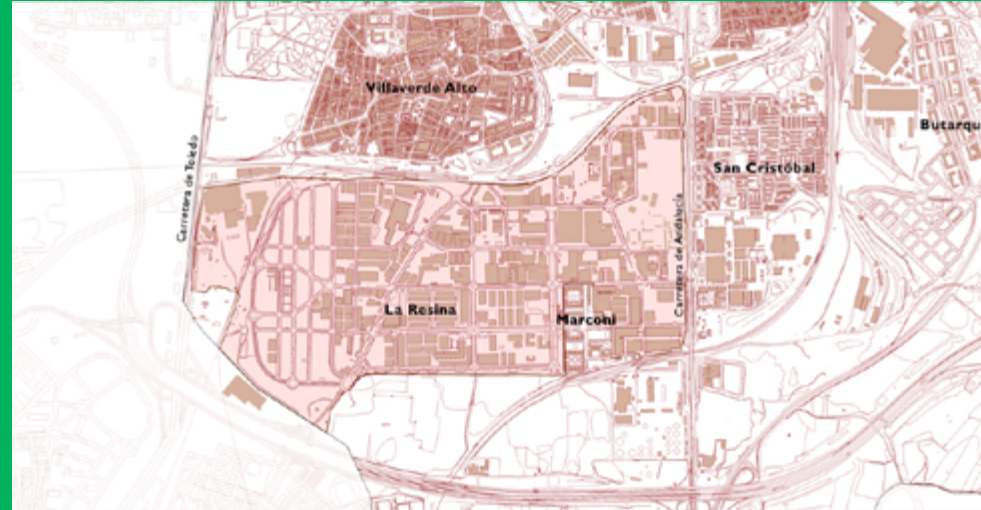 Villaverde Alto
Butarqu
San Cristóbal
Carretera de Toledo
Carretera de Andalucía
La Resina
Marconi